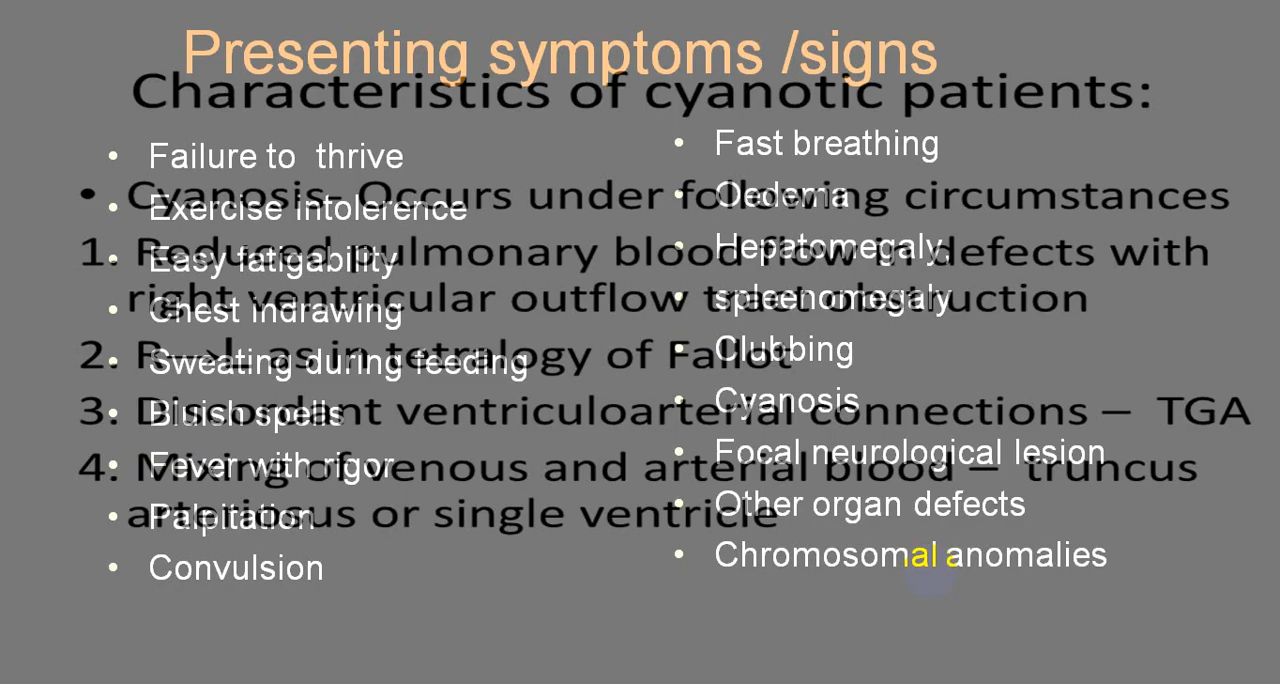 Presenting symptoms /signs
• Failure to thrive
• Exercise intolerence
• Easy fatigability
• Chest indrawing
• Sweating during feeding
• Bluish spells
• Fever with rigor
• Palpitation
• Convulsion
• Fast breathing
• Oedema
• Hepatomegaly,
• spleenomegaly
• Clubbing
• Cyanosis
• Focal neurological lesion
• Other organ defects
• Chromosomal anomalies
Characteristics of cyanotic patients:
• Cyanosis- Occurs under following circumstances
1. Reduced pulmonary blood flow in defects with
right ventricular outflow tract obstruction
2. R→L as in tetralogy of Fallot
3. Discordant ventriculoarterial connections – TGA
4. Mixing of venous and arterial blood – truncus
arteriosus or single ventricle